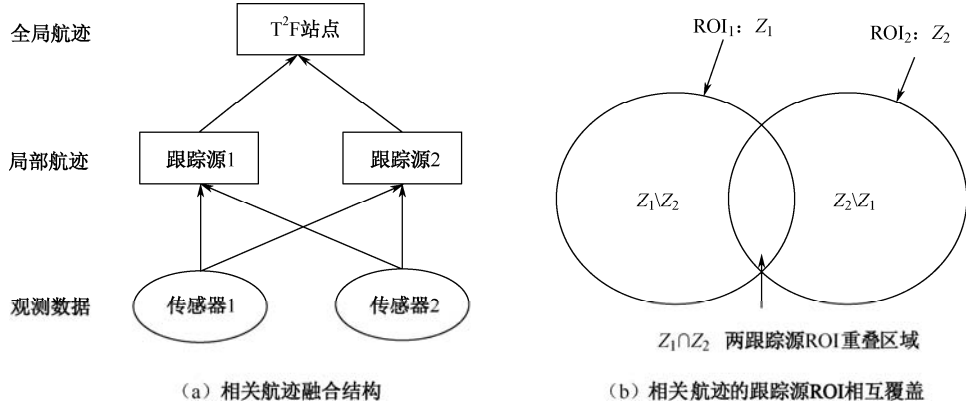 全局航迹
T²F站点
局部航迹
跟踪源1
跟踪源2
观测数据
传感器1
传感器2
（a）相关航迹融合结构
ROI₁：Z₁
ROI₂：Z₂
Z₁\Z₂
Z₂\Z₁
Z₁∩Z₂ 两跟踪源ROI重叠区域
（b）相关航迹的跟踪源ROI相互覆盖